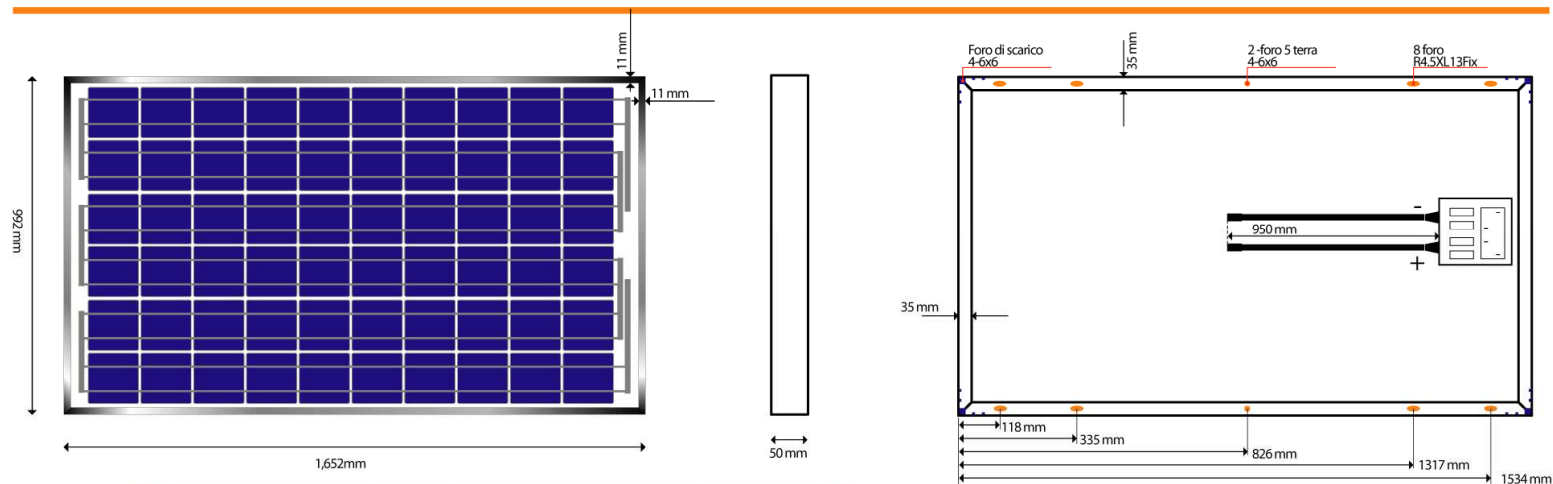 11 mm
11 mm
992 mm
1,652mm
50 mm
Foro di scarico
4-6x6
35 mm
2 -foro 5 terra
4-6x6
8 foro
R4.5XL13Fix
-
950 mm
+
35 mm
118 mm
335 mm
826 mm
1317 mm
1534 mm